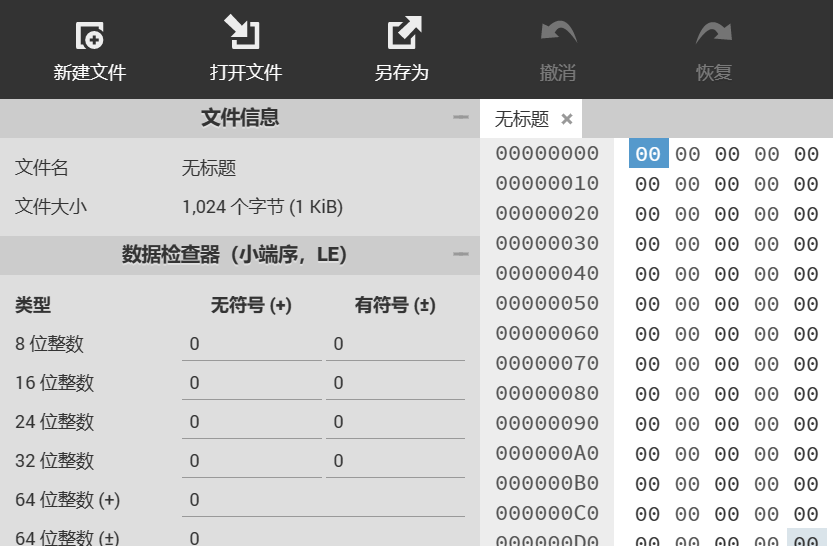 新建文件 打开文件 另存为 撤消 恢复
文件信息
文件名 无标题
文件大小 1,024 个字节 (1 KiB)
数据检查器（小端序，LE）
类型 无符号 (+) 有符号 (±)
8 位整数 0 0
16 位整数 0 0
24 位整数 0 0
32 位整数 0 0
64 位整数 (+) 0
64 位整数 (±) 0
无标题 ×
00000000 00 00 00 00 00
00000010 00 00 00 00 00
00000020 00 00 00 00 00
00000030 00 00 00 00 00
00000040 00 00 00 00 00
00000050 00 00 00 00 00
00000060 00 00 00 00 00
00000070 00 00 00 00 00
00000080 00 00 00 00 00
00000090 00 00 00 00 00
000000A0 00 00 00 00 00
000000B0 00 00 00 00 00
000000C0 00 00 00 00 00
000000D0 00 00 00 00 00